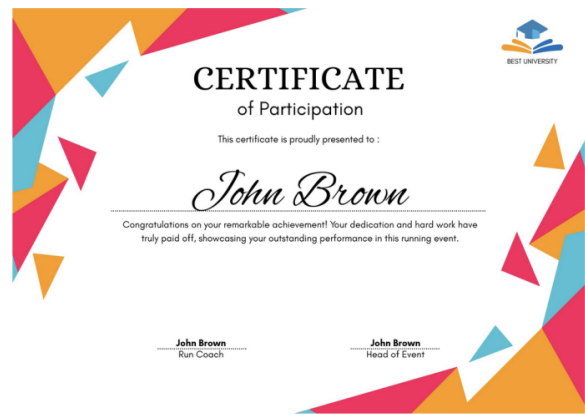 BEST UNIVERSITY
CERTIFICATE
of Participation
This certificate is proudly presented to :
John Brown
Congratulations on your remarkable achievement! Your dedication and hard work have
truly paid off, showcasing your outstanding performance in this running event.
John Brown
Run Coach
John Brown
Head of Event